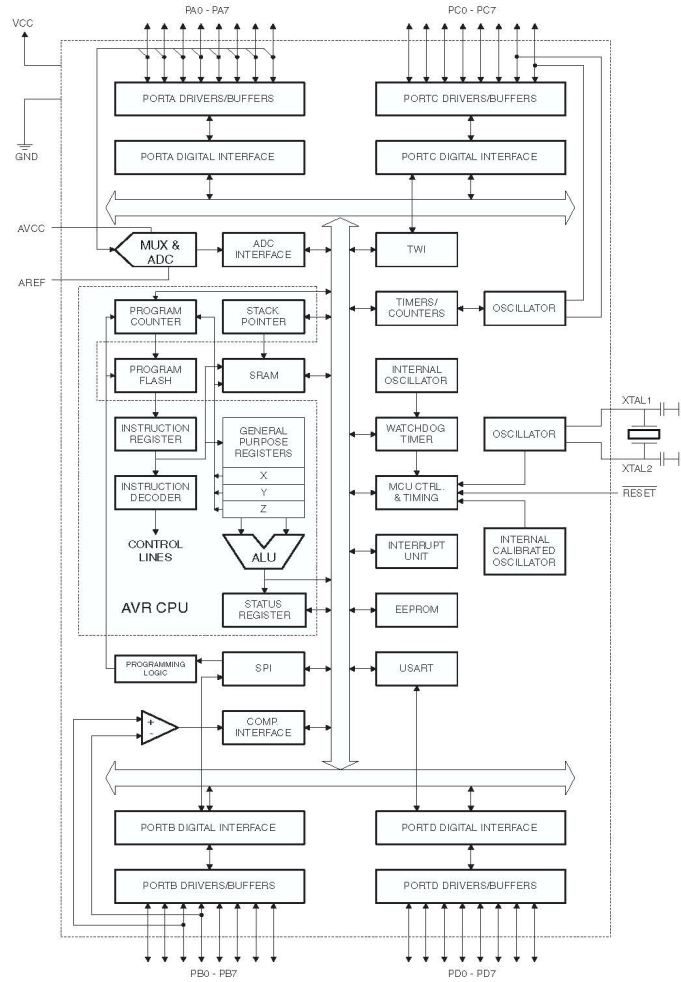 PA0 - PA7
PC0 - PC7
VCC
PORTA DRIVERS/BUFFERS
PORTC DRIVERS/BUFFERS
GND
PORTA DIGITAL INTERFACE
PORTC DIGITAL INTERFACE
AVCC
MUX &
ADC
ADC
INTERFACE
TWI
AREF
PROGRAM
COUNTER
STACK
POINTER
TIMERS/
COUNTERS
OSCILLATOR
PROGRAM
FLASH
SRAM
INTERNAL
OSCILLATOR
XTAL1
INSTRUCTION
REGISTER
GENERAL
PURPOSE
REGISTERS
WATCHDOG
TIMER
OSCILLATOR
XTAL2
X
INSTRUCTION
DECODER
Y
MCU CTRL.
& TIMING
RESET
Z
CONTROL
LINES
ALU
INTERRUPT
UNIT
INTERNAL
CALIBRATED
OSCILLATOR
AVR CPU
STATUS
REGISTER
EEPROM
PROGRAMMING
LOGIC
SPI
USART
+
-
COMP.
INTERFACE
PORTB DIGITAL INTERFACE
PORTD DIGITAL INTERFACE
PORTB DRIVERS/BUFFERS
PORTD DRIVERS/BUFFERS
PB0 - PB7
PD0 - PD7